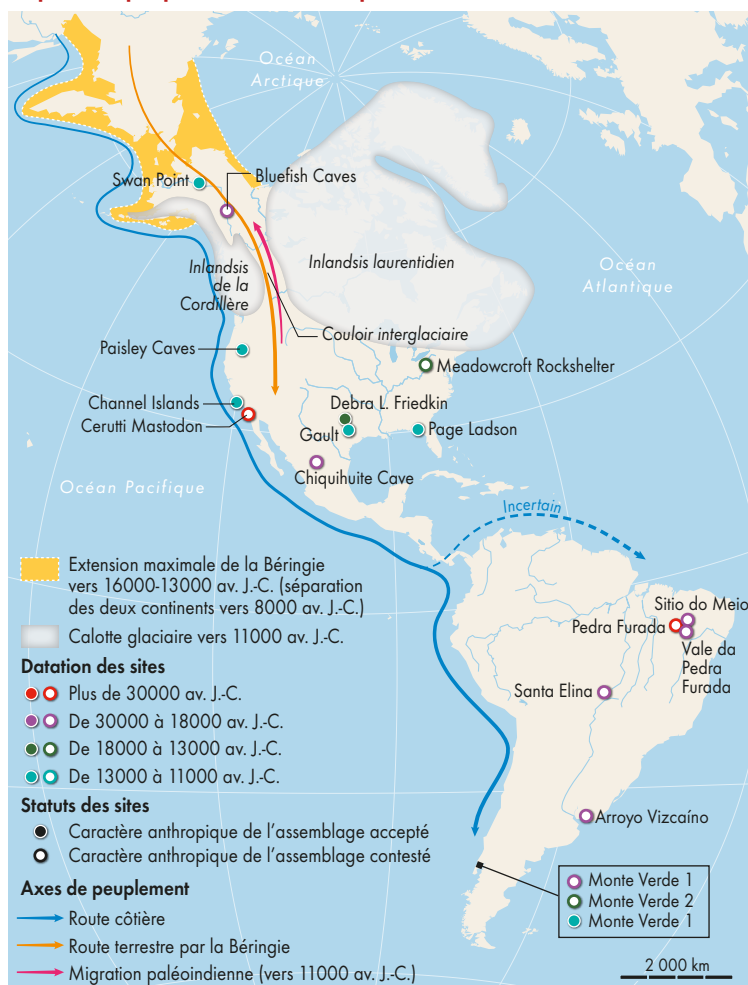 Océan
Arctique
Swan Point
Bluefish Caves
Inlandsis
de la
Cordillère
Inlandsis laurentidien
Océan
Atlantique
Couloir interglaciaire
Paisley Caves
Meadowcroft Rockshelter
Channel Islands
Cerutti Mastodon
Debra L. Friedkin
Gault
Page Ladson
Chiquihuite Cave
Océan Pacifique
Incertain
Extension maximale de la Béringie
vers 16000-13000 av. J.-C. (séparation
des deux continents vers 8000 av. J.-C.)
Calotte glaciaire vers 11000 av. J.-C.
Datation des sites
Plus de 30000 av. J.-C.
De 30000 à 18000 av. J.-C.
De 18000 à 13000 av. J.-C.
De 13000 à 11000 av. J.-C.
Statuts des sites
Caractère anthropique de l'assemblage accepté
Caractère anthropique de l'assemblage contesté
Axes de peuplement
Route côtière
Route terrestre par la Béringie
Migration paléoindienne (vers 11000 av. J.-C.)
Sitio do Meio
Pedra Furada
Vale da
Pedra
Furada
Santa Elina
Arroyo Vizcaíno
Monte Verde 1
Monte Verde 2
Monte Verde 1
2 000 km